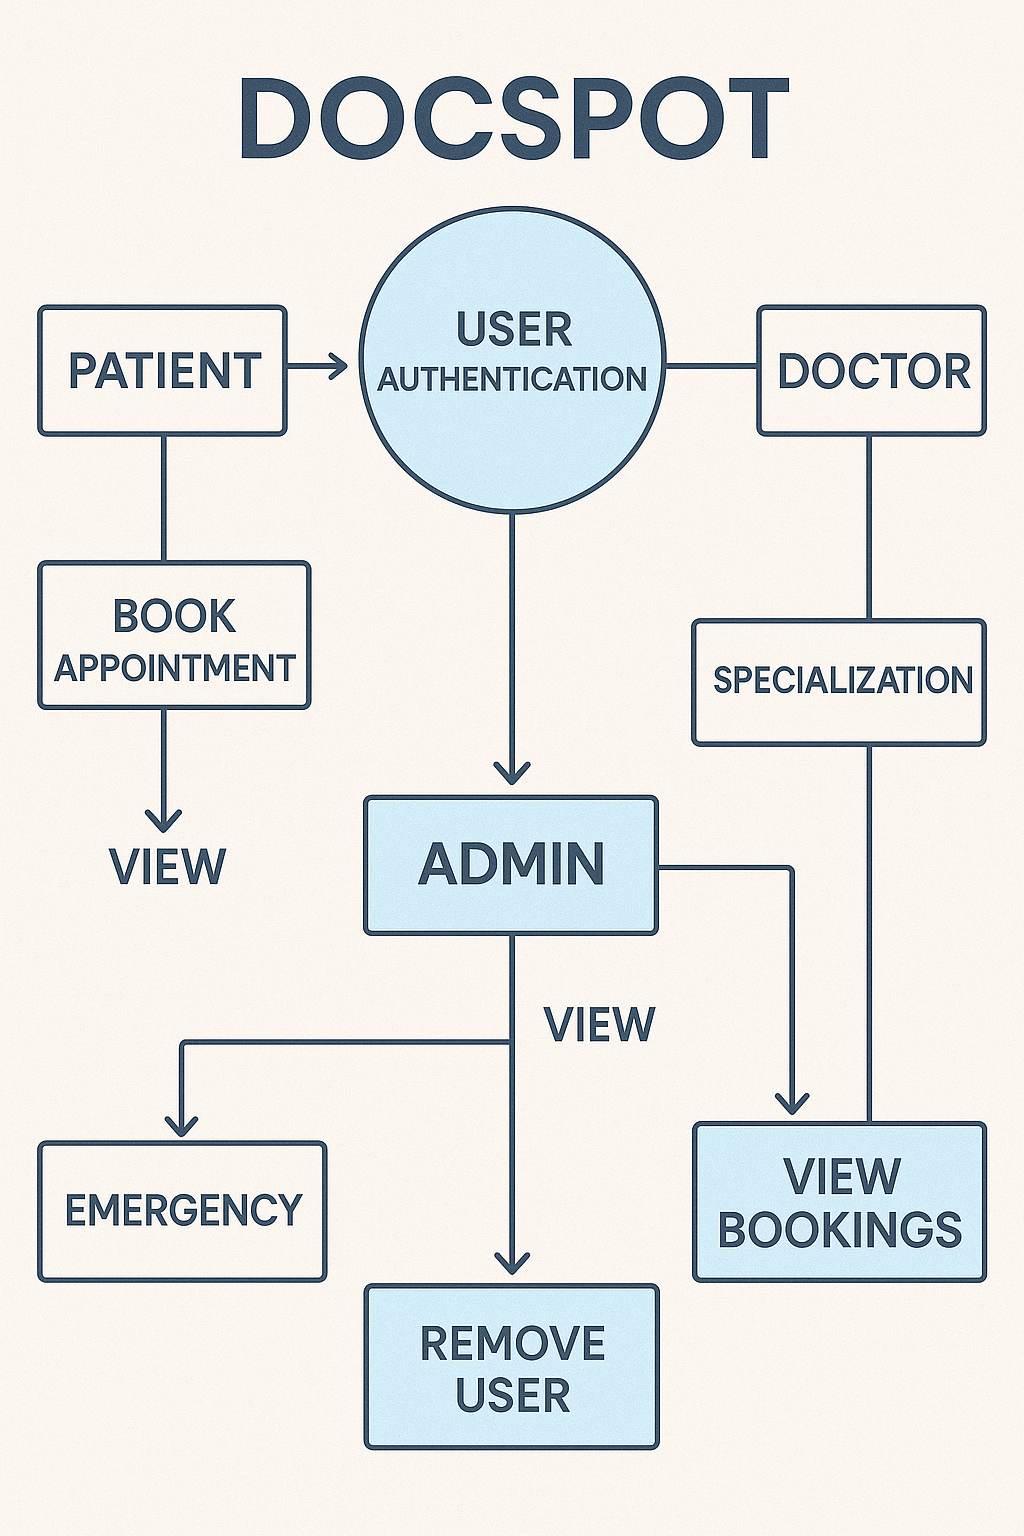 DOCSPOT
PATIENT
USER
AUTHENTICATION
DOCTOR
BOOK
APPOINTMENT
SPECIALIZATION
VIEW
ADMIN
VIEW
EMERGENCY
VIEW
BOOKINGS
REMOVE
USER